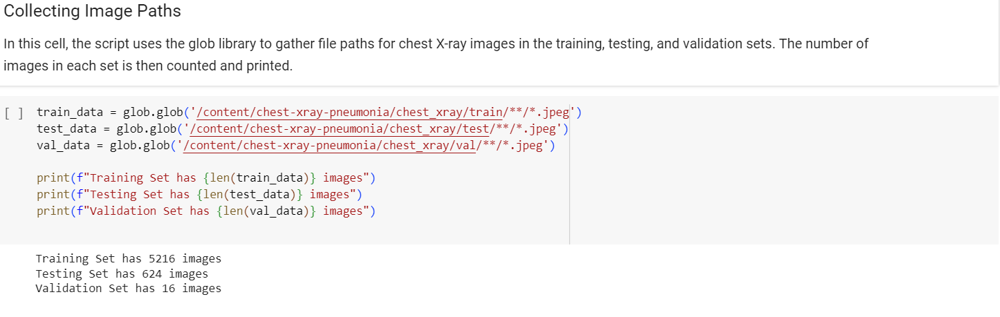 Collecting Image Paths
In this cell, the script uses the glob library to gather file paths for chest X-ray images in the training, testing, and validation sets. The number of
images in each set is then counted and printed.
[ ] train_data = glob.glob('/content/chest-xray-pneumonia/chest_xray/train/**/*.jpeg')
test_data = glob.glob('/content/chest-xray-pneumonia/chest_xray/test/**/*.jpeg')
val_data = glob.glob('/content/chest-xray-pneumonia/chest_xray/val/**/*.jpeg')
print(f"Training Set has {len(train_data)} images")
print(f"Testing Set has {len(test_data)} images")
print(f"Validation Set has {len(val_data)} images")
Training Set has 5216 images
Testing Set has 624 images
Validation Set has 16 images